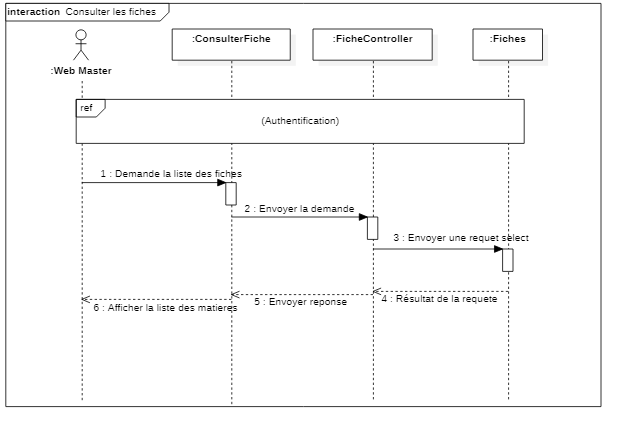 interaction Consulter les fiches
:ConsulterFiche
:FicheController
:Fiches
:Web Master
ref
(Authentification)
1 : Demande la liste des fiches
2 : Envoyer la demande
3 : Envoyer une requet select
4 : Résultat de la requete
5 : Envoyer reponse
6 : Afficher la liste des matieres